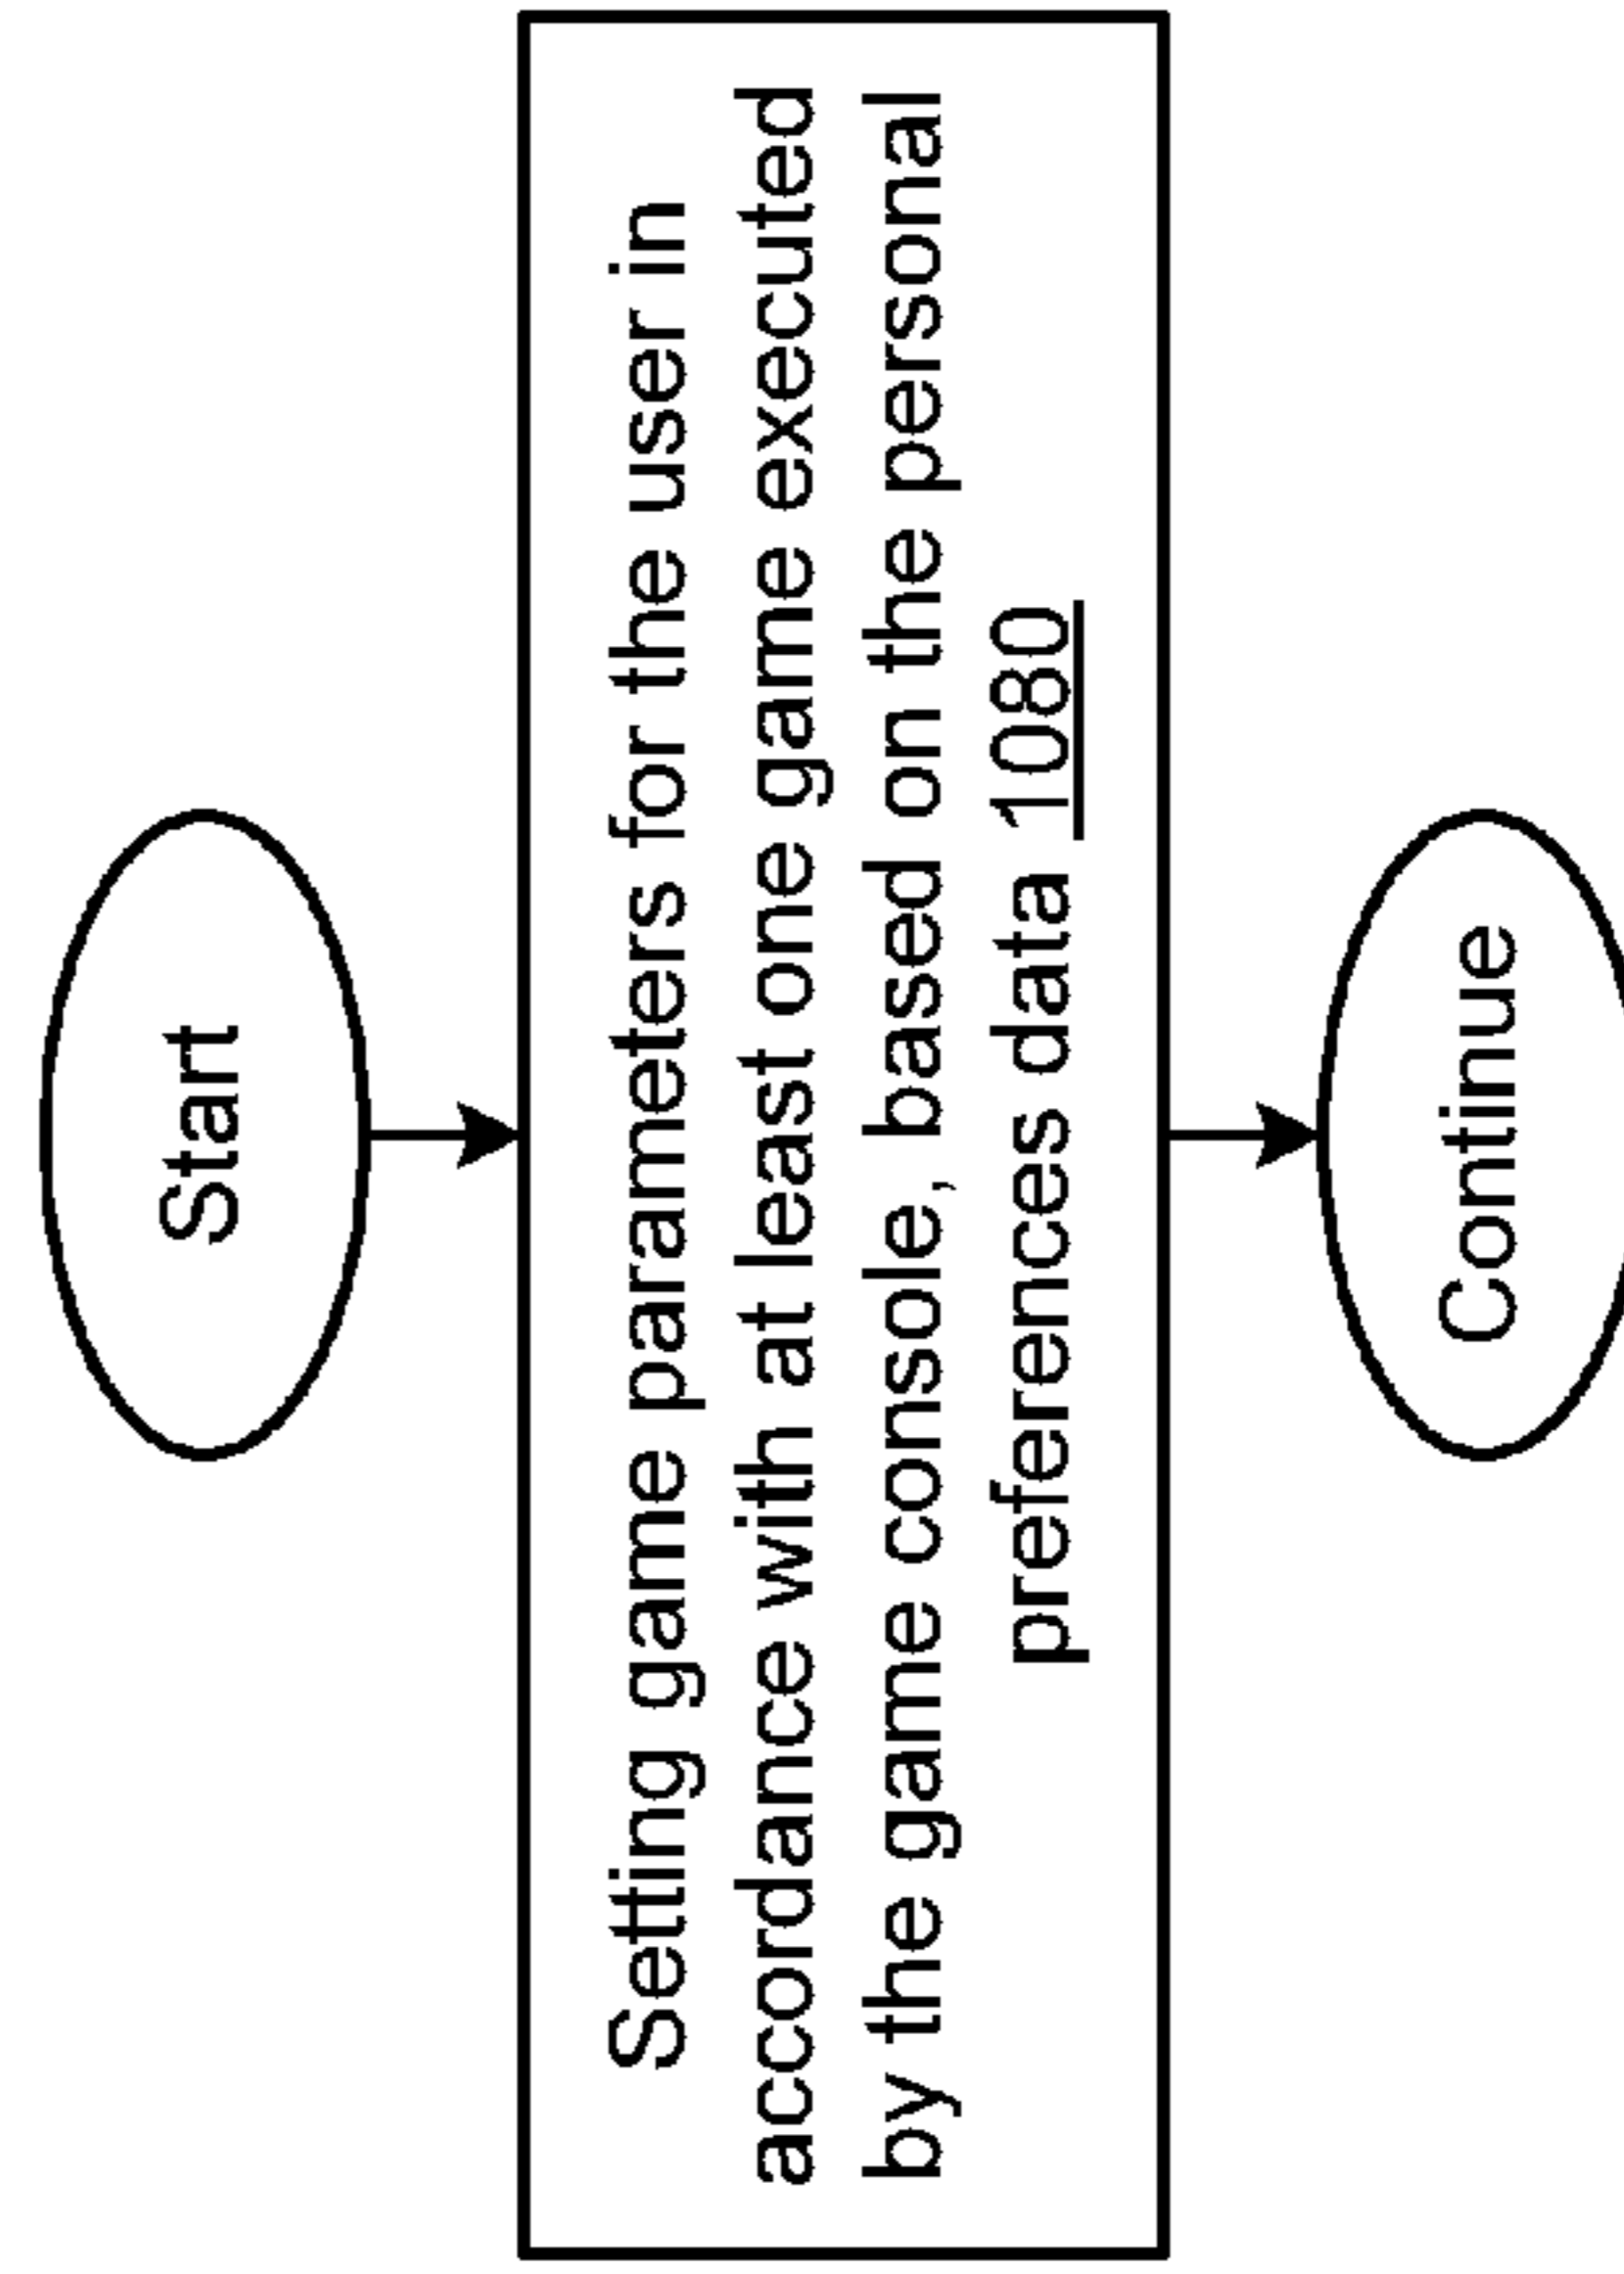 Start
Setting game parameters for the user in
accordance with at least one game executed
by the game console, based on the personal
preferences data 1080
Continue